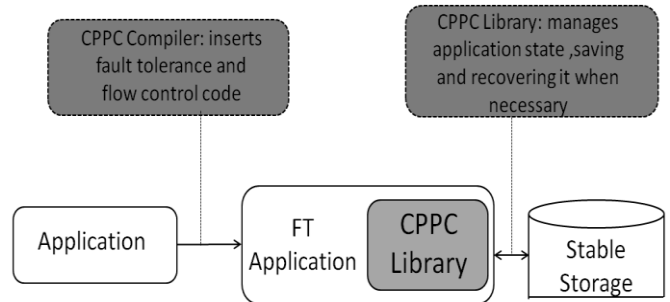 CPPC Compiler: inserts
fault tolerance and
flow control code
CPPC Library: manages
application state ,saving
and recovering it when
necessary
Application
FT
Application
CPPC
Library
Stable
Storage